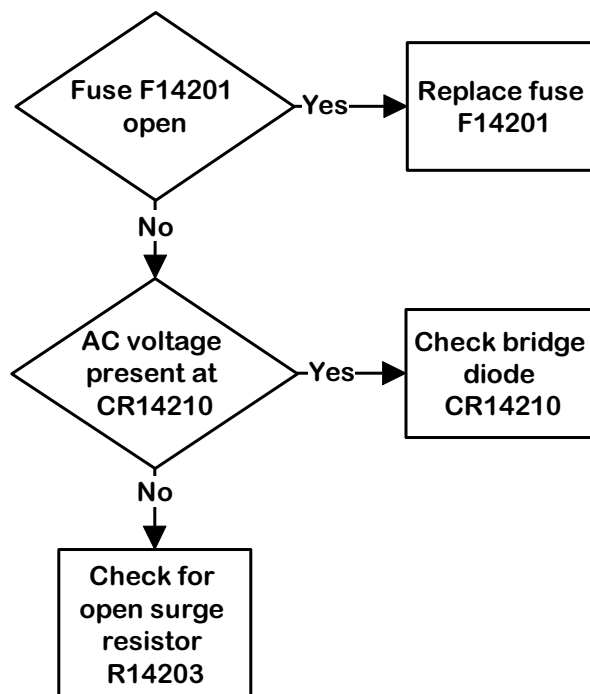 Fuse F14201
open
Yes
Replace fuse
F14201
No
AC voltage
present at
CR14210
Yes
Check bridge
diode
CR14210
No
Check for
open surge
resistor
R14203